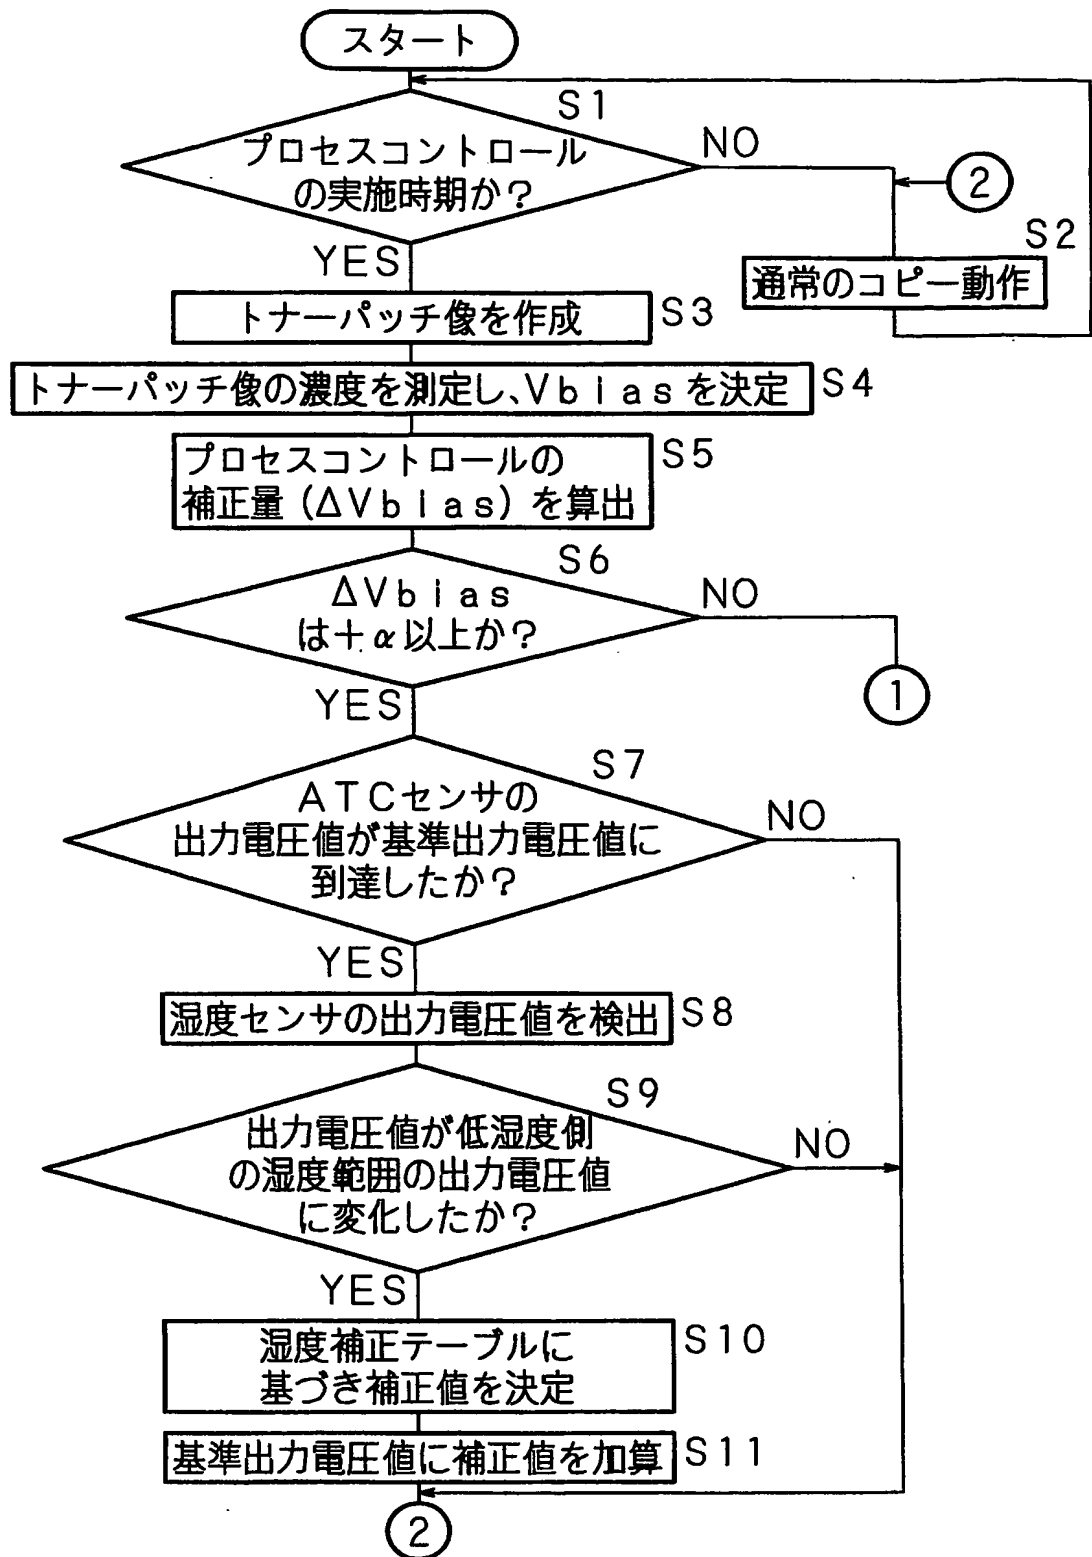 スタート
S1
プロセスコントロール
の実施時期か?
NO
②
YES
S2
通常のコピー動作
トナーパッチ像を作成
S3
トナーパッチ像の濃度を測定し、Vbiasを決定
S4
プロセスコントロールの
補正量(ΔVbias)を算出
S5
S6
ΔVbias
は+α以上か?
NO
①
YES
S7
ATCセンサの
出力電圧値が基準出力電圧値に
到達したか?
NO
YES
湿度センサの出力電圧値を検出
S8
S9
出力電圧値が低湿度側
の湿度範囲の出力電圧値
に変化したか?
NO
YES
湿度補正テーブルに
基づき補正値を決定
S10
基準出力電圧値に補正値を加算
S11
②